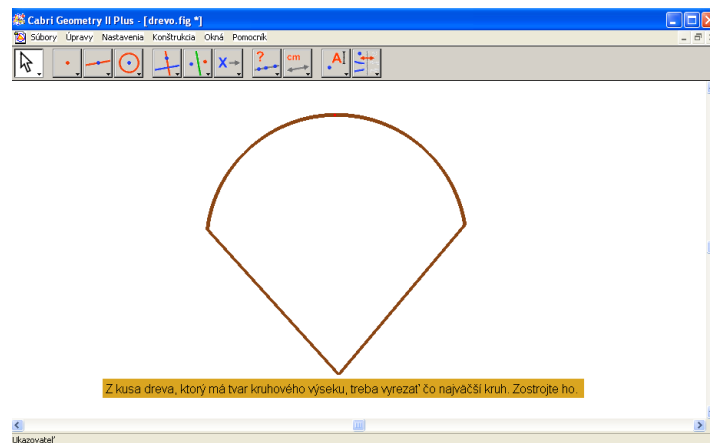 Cabri Geometry II Plus - [drevo.fig *]
Súbory Úpravy Nastavenia Konštrukcia Okná Pomocník
? cm A
Z kusa dreva, ktorý má tvar kruhového výseku, treba vyrezať čo najväčší kruh. Zostrojte ho.
Ukazovateľ